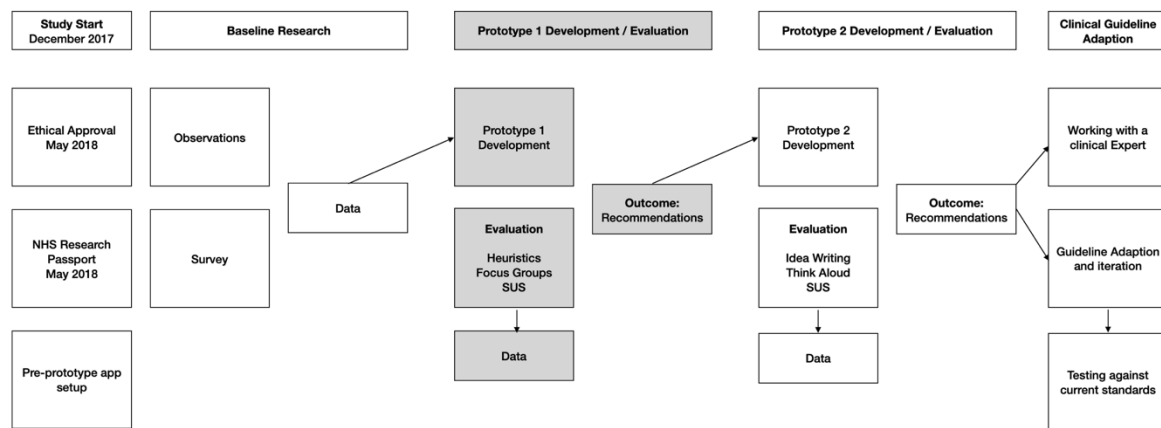 Study Start
December 2017
Baseline Research
Prototype 1 Development / Evaluation
Prototype 2 Development / Evaluation
Clinical Guideline
Adaption
Ethical Approval
May 2018
Observations
Prototype 1
Development
Prototype 2
Development
Working with a
clinical Expert
Data
Outcome:
Recommendations
Outcome:
Recommendations
NHS Research
Passport
May 2018
Survey
Evaluation
Heuristics
Focus Groups
SUS
Evaluation
Idea Writing
Think Aloud
SUS
Guideline Adaption
and iteration
Pre-prototype app
setup
Data
Data
Testing against
current standards